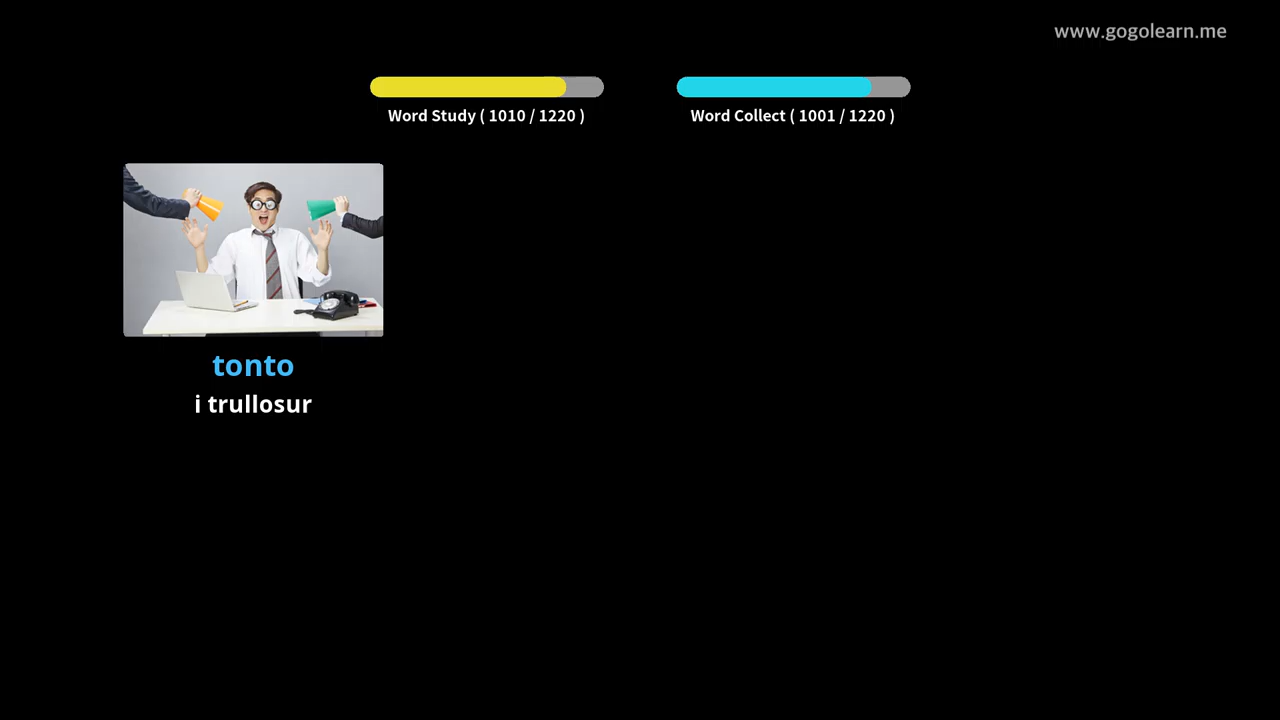 www.gogolearn.me
Word Study ( 1010 / 1220 )
Word Collect ( 1001 / 1220 )
tonto
i trullosur